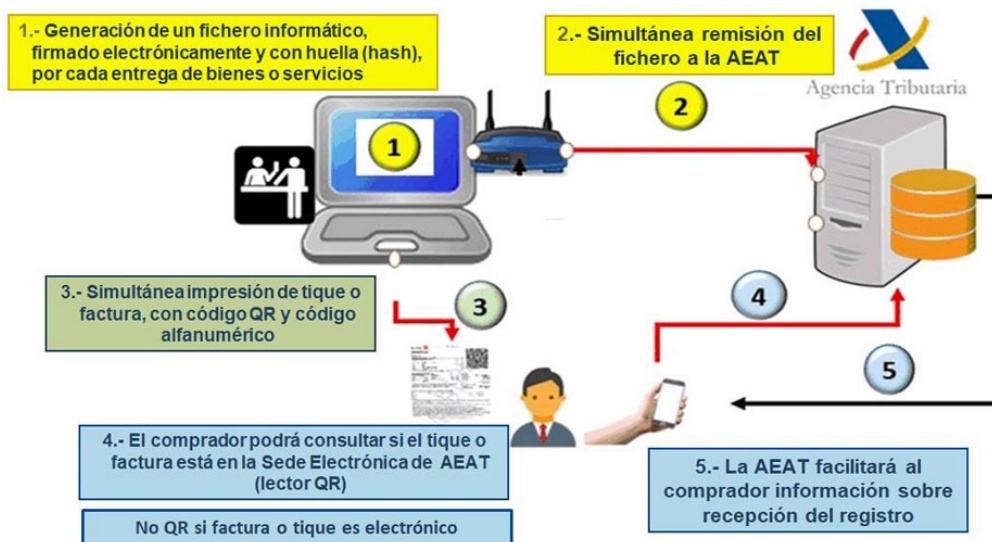 1.- Generación de un fichero informático,
firmado electrónicamente y con huella (hash),
por cada entrega de bienes o servicios
2.- Simultánea remisión del
fichero a la AEAT
Agencia Tributaria
1
2
3.- Simultánea impresión de tique o
factura, con código QR y código
alfanumérico
3
4
5
4.- El comprador podrá consultar si el tique o
factura está en la Sede Electrónica de AEAT
(lector QR)
No QR si factura o tique es electrónico
5.- La AEAT facilitará al
comprador información sobre
recepción del registro